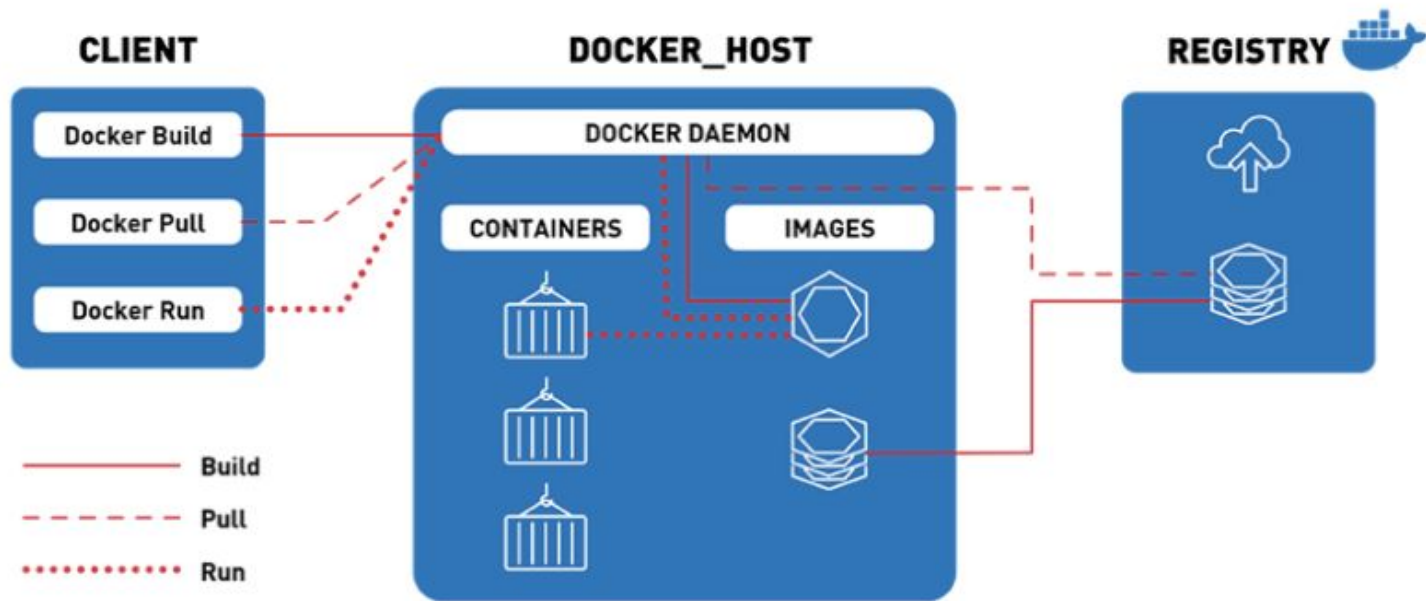 CLIENT
DOCKER_HOST
REGISTRY
Docker Build
DOCKER DAEMON
Docker Pull
CONTAINERS
IMAGES
Docker Run
Build
Pull
Run